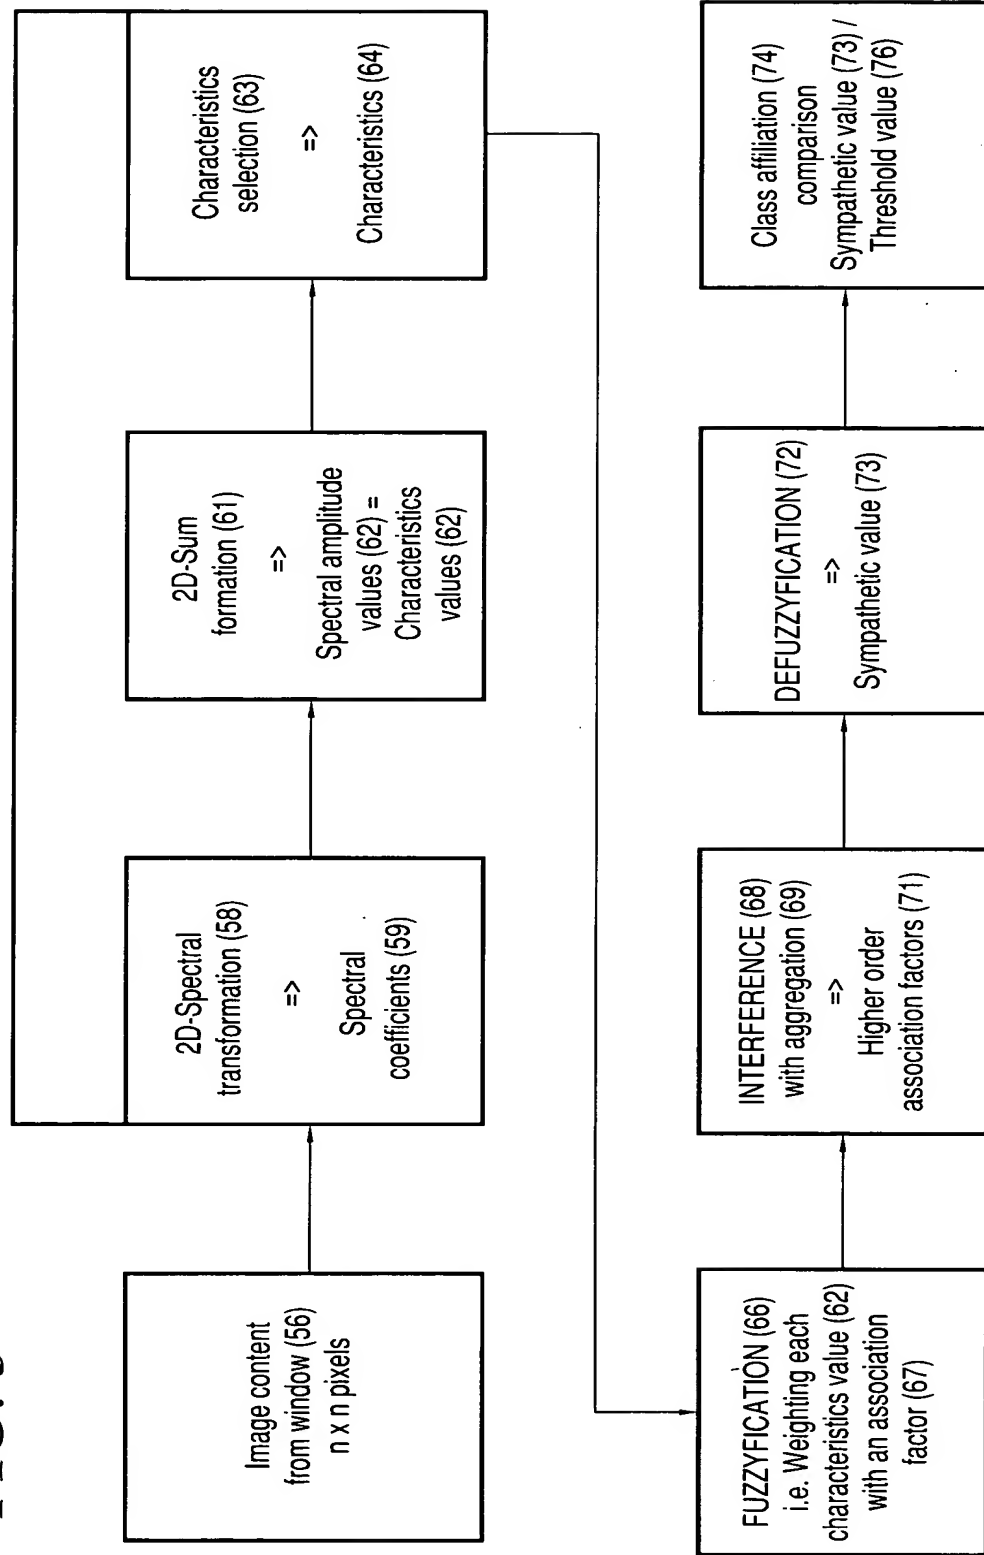 Image content
from window (56)
n x n pixels
2D-Spectral
transformation (58)
=>
Spectral
coefficients (59)
2D-Sum
formation (61)
=>
Spectral amplitude
values (62) =
Characteristics
values (62)
Characteristics
selection (63)
=>
Characteristics (64)
FUZZYFICATION (66)
i.e. Weighting each
characteristics value (62)
with an association
factor (67)
INTERFERENCE (68)
with aggregation (69)
=>
Higher order
association factors (71)
DEFUZZYFICATION (72)
=>
Sympathetic value (73)
Class affiliation (74)
comparison
Sympathetic value (73) /
Threshold value (76)